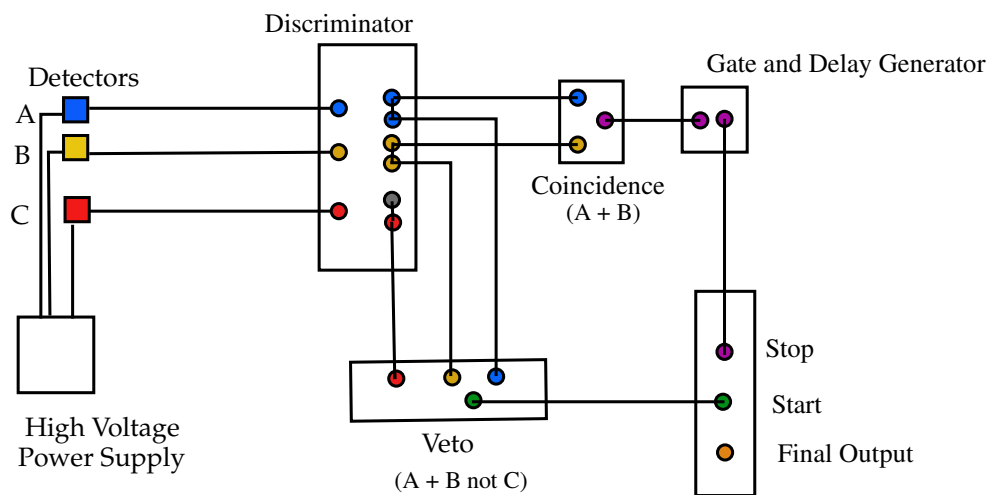 Discriminator
Gate and Delay Generator
Detectors
A
B
C
Coincidence
(A + B)
Stop
Start
Final Output
High Voltage
Power Supply
Veto
(A + B not C)